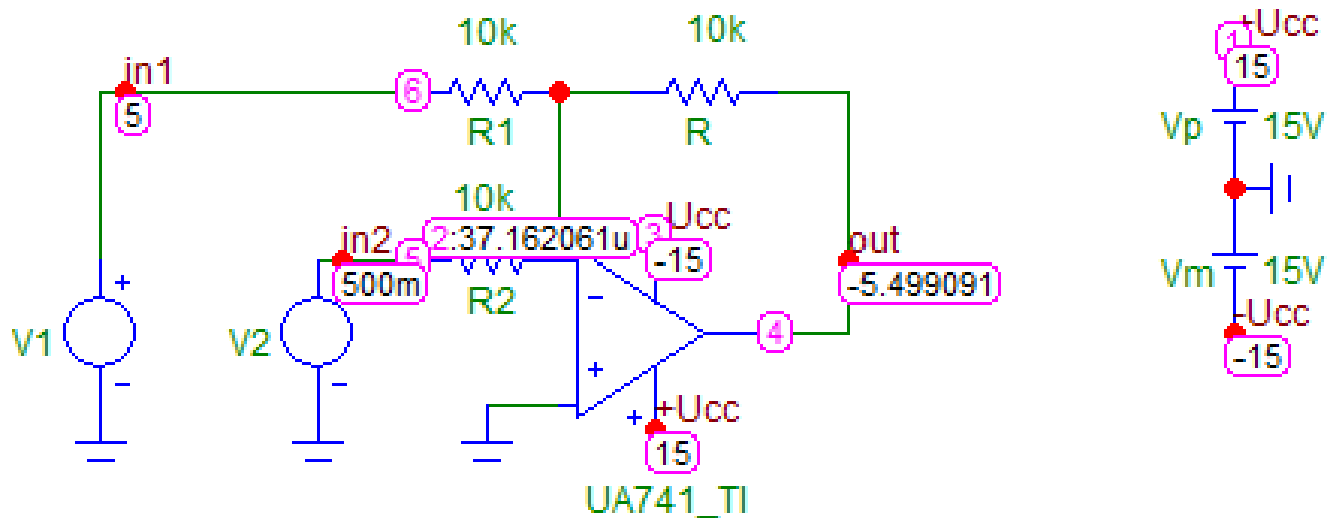 10k
10k
+Ucc
1
15
in1
6
5
R1
R
Vp
15V
10k
in2
5
2:37.162061u
3
-Ucc
-15
out
500m
R2
-5.499091
Vm
15V
+
-
V1
V2
-
+
-
-
4
-Ucc
-15
+
+Ucc
15
UA741_TI